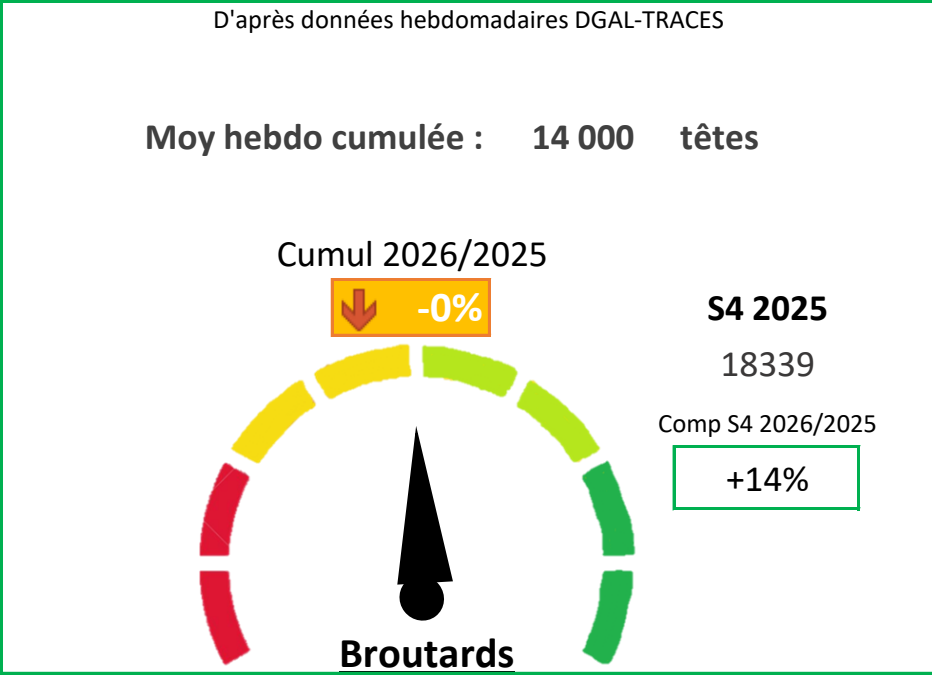 D'après données hebdomadaires DGAL-TRACES
Moy hebdo cumulée : 14 000 têtes
Cumul 2026/2025
-0%
S4 2025
18339
Comp S4 2026/2025
+14%
Broutards